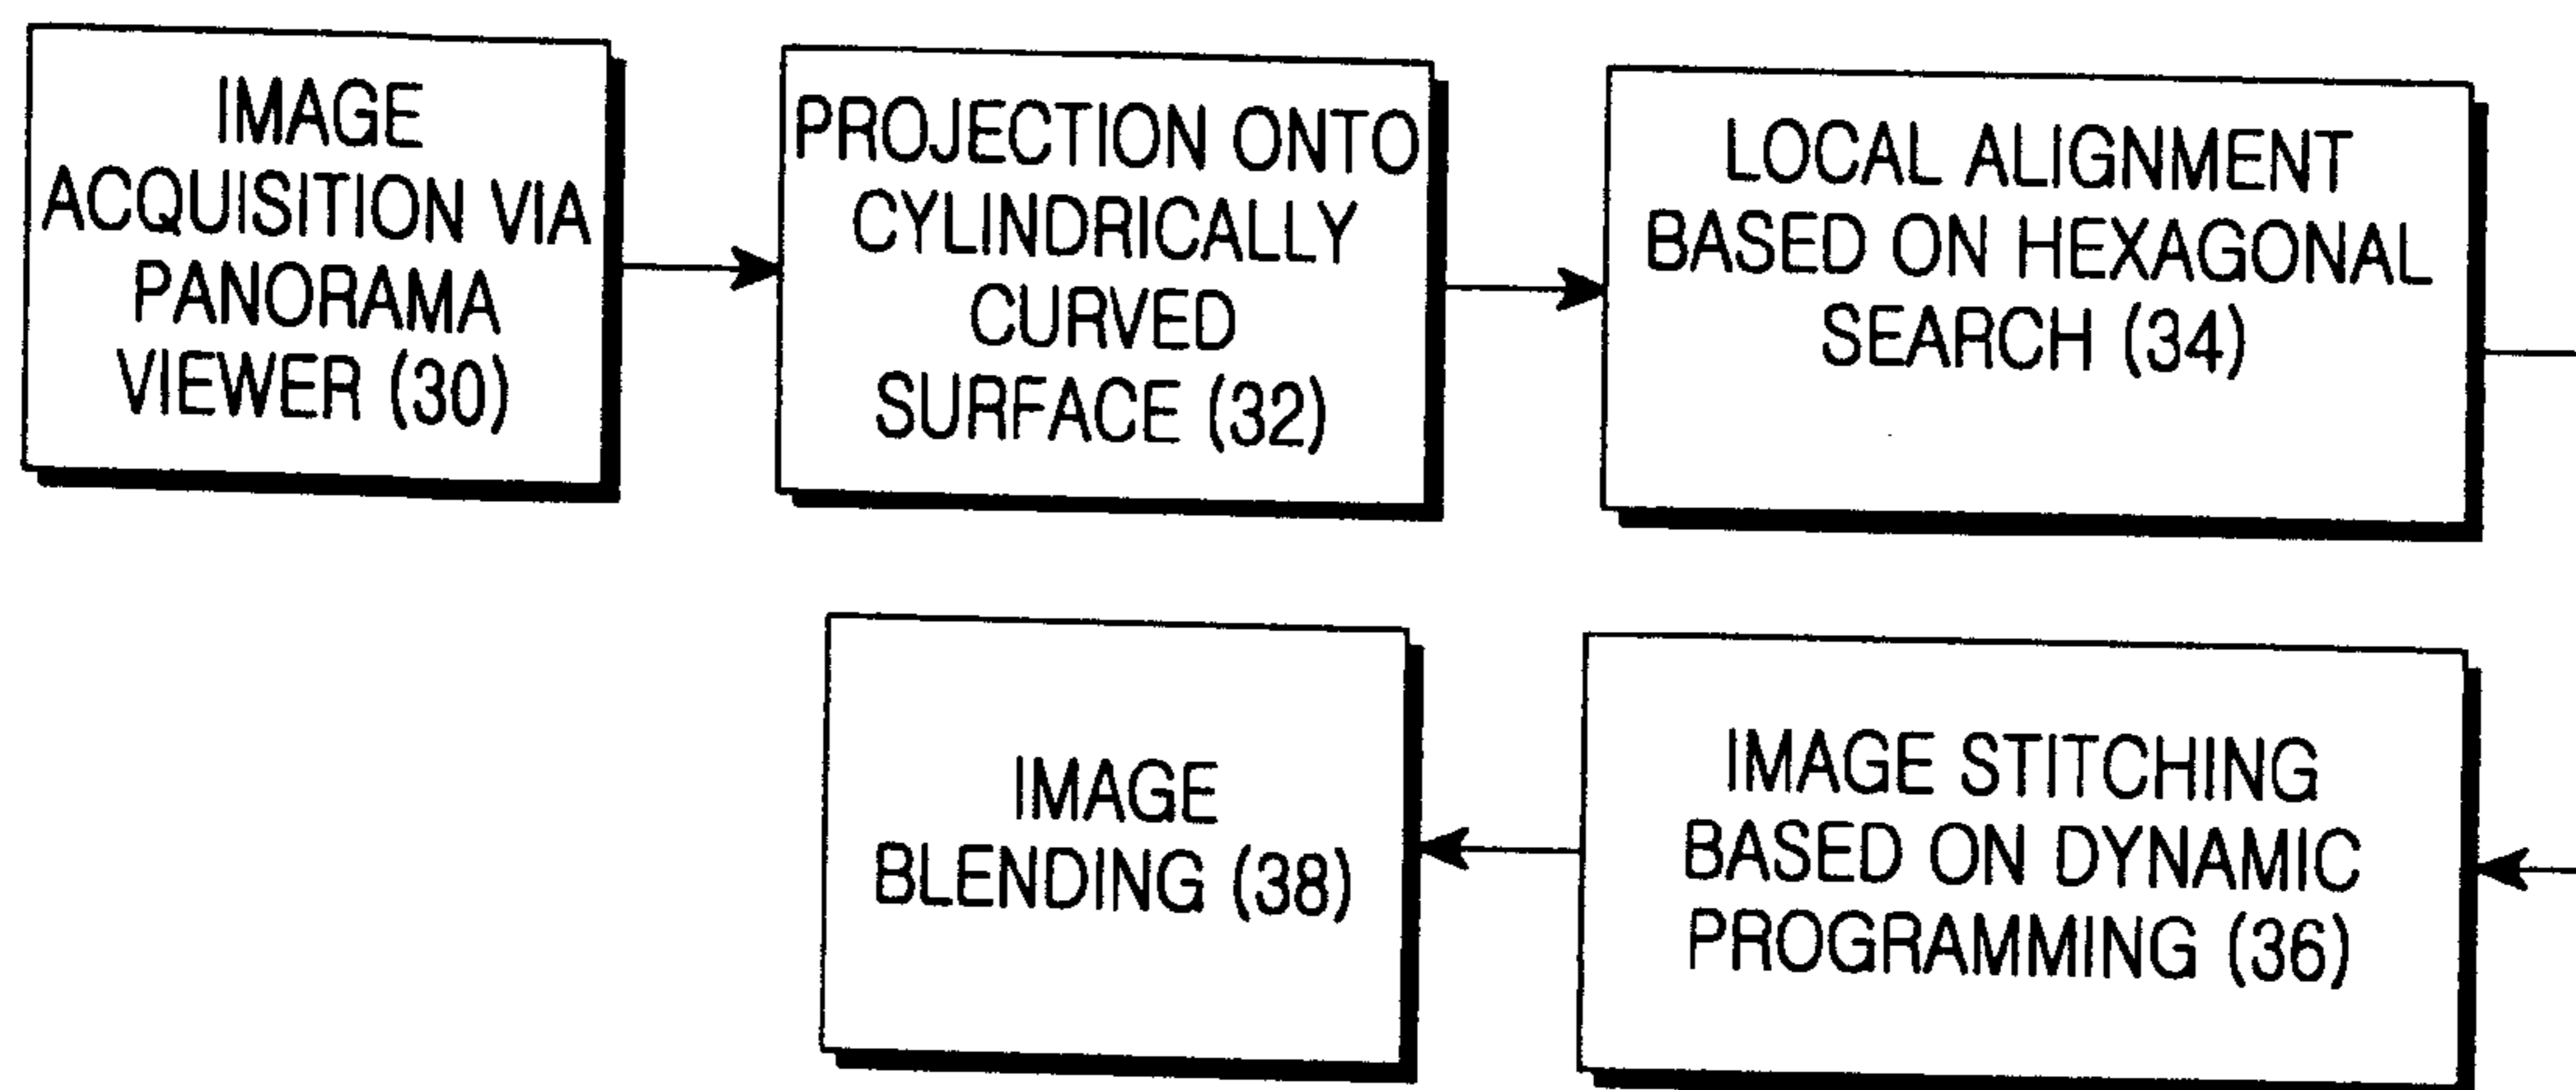 IMAGE
ACQUISITION VIA
PANORAMA
VIEWER (30)
PROJECTION ONTO
CYLINDRICALLY
CURVED
SURFACE (32)
LOCAL ALIGNMENT
BASED ON HEXAGONAL
SEARCH (34)
IMAGE STITCHING
BASED ON DYNAMIC
PROGRAMMING (36)
IMAGE
BLENDING (38)